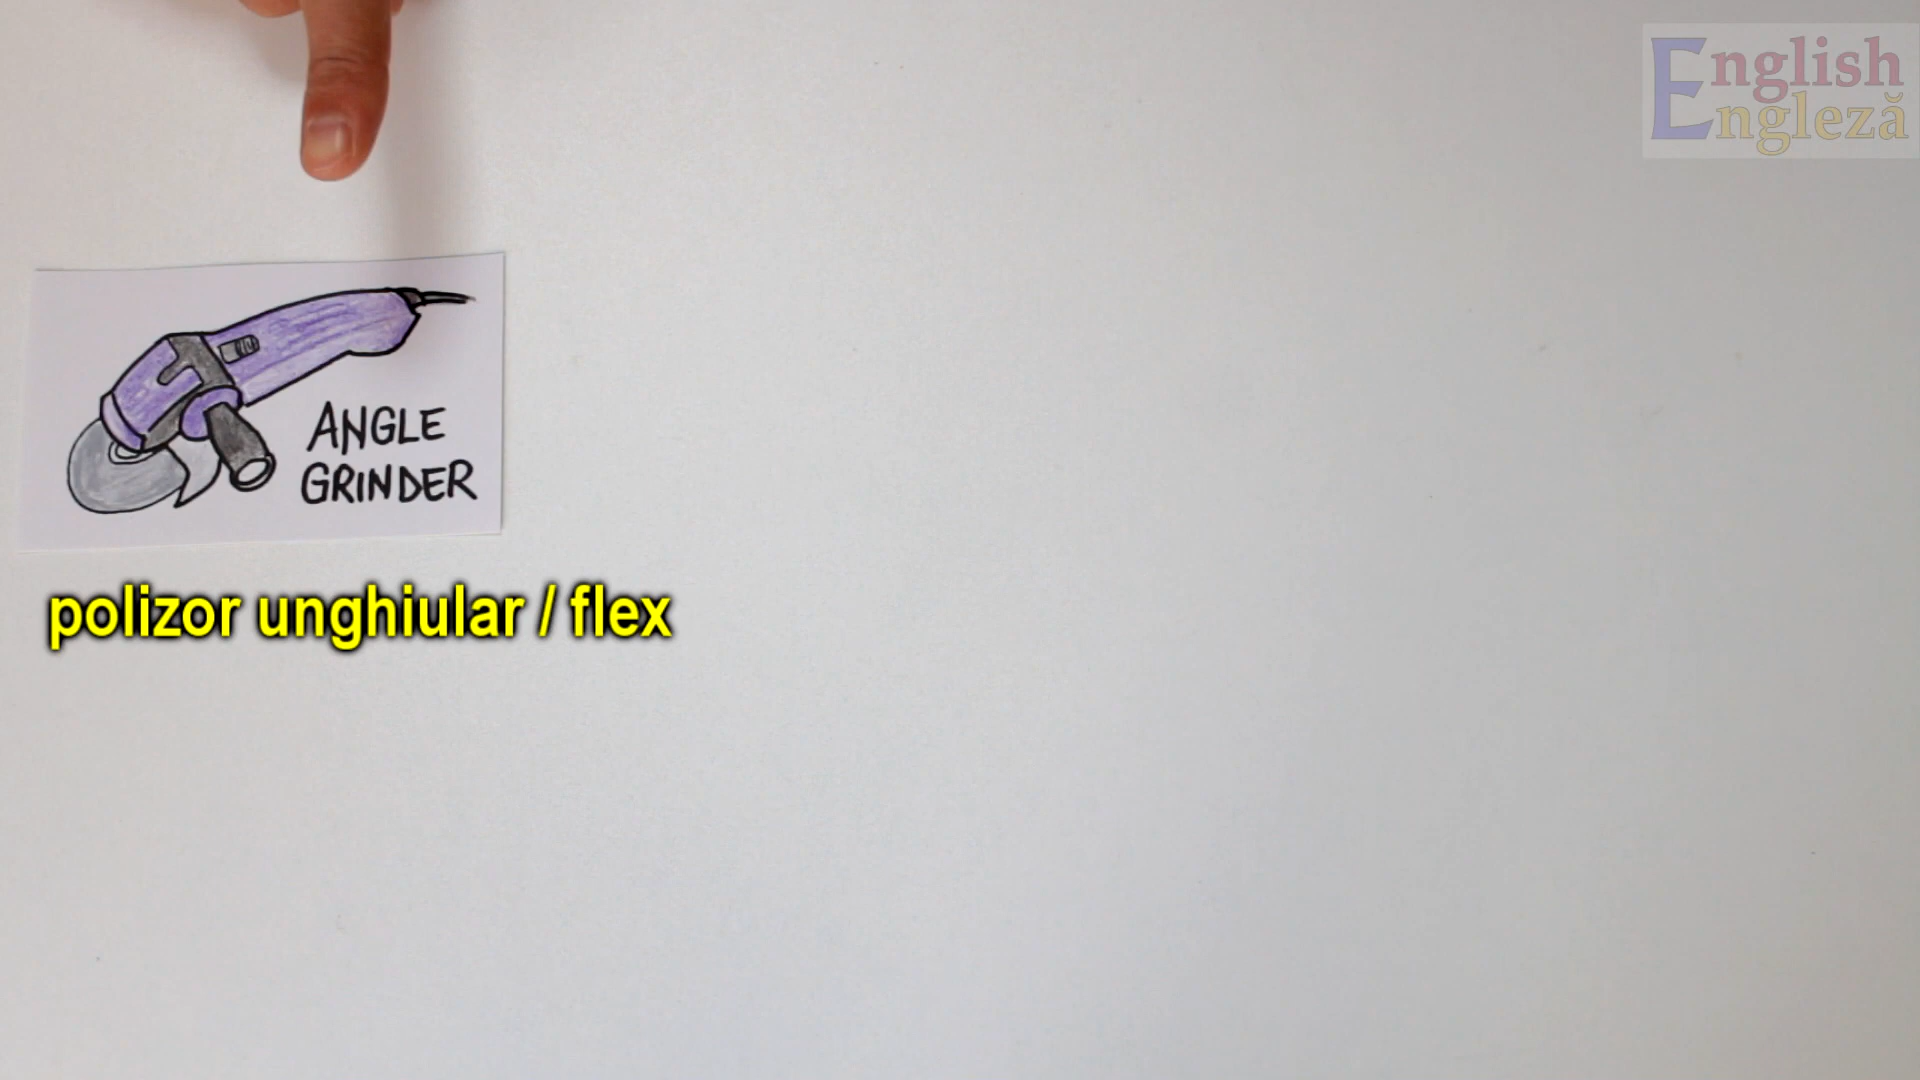 English
Engleză
ANGLE
GRINDER
polizor unghiular / flex